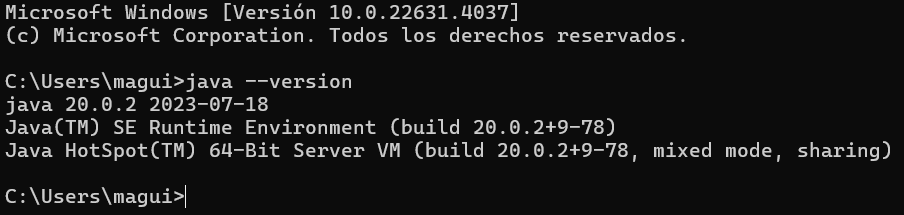 Microsoft Windows [Versión 10.0.22631.4037]
(c) Microsoft Corporation. Todos los derechos reservados.
C:\Users\magui>java --version
java 20.0.2 2023-07-18
Java(TM) SE Runtime Environment (build 20.0.2+9-78)
Java HotSpot(TM) 64-Bit Server VM (build 20.0.2+9-78, mixed mode, sharing)
C:\Users\magui>